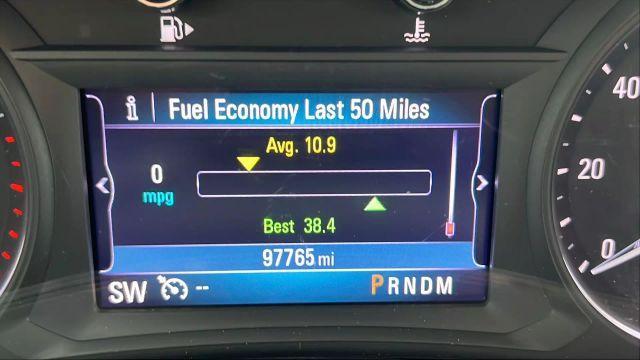 i | Fuel Economy Last 50 Miles
Avg. 10.9
0
mpg
Best 38.4
97765 mi
SW -- PRNDM
40
20
0